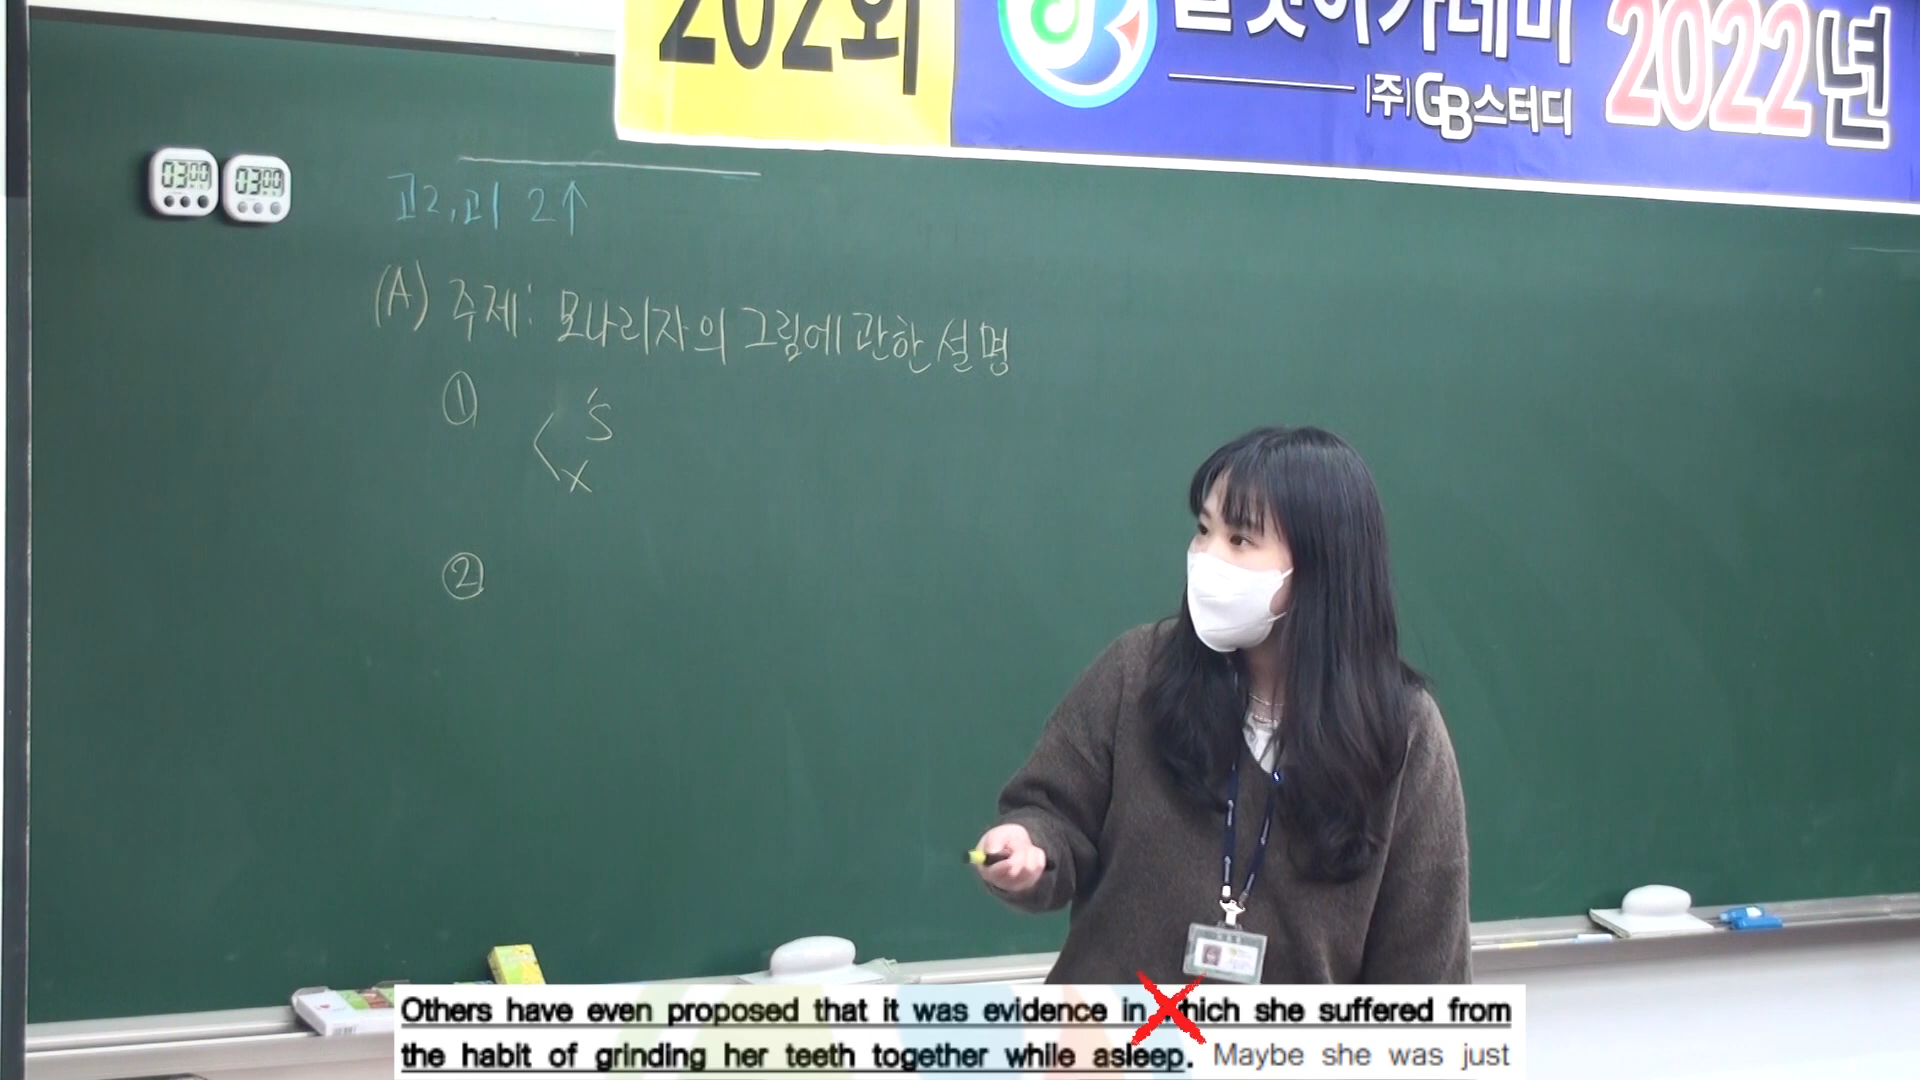 202회
2022년
(주)GB스터디
03:00
03:00
고2, 고1 2↑
(A) 주제: 모나리자의 그림에 관한 설명
①
's
x
②
Others have even proposed that it was evidence in which she suffered from
the habit of grinding her teeth together while asleep. Maybe she was just